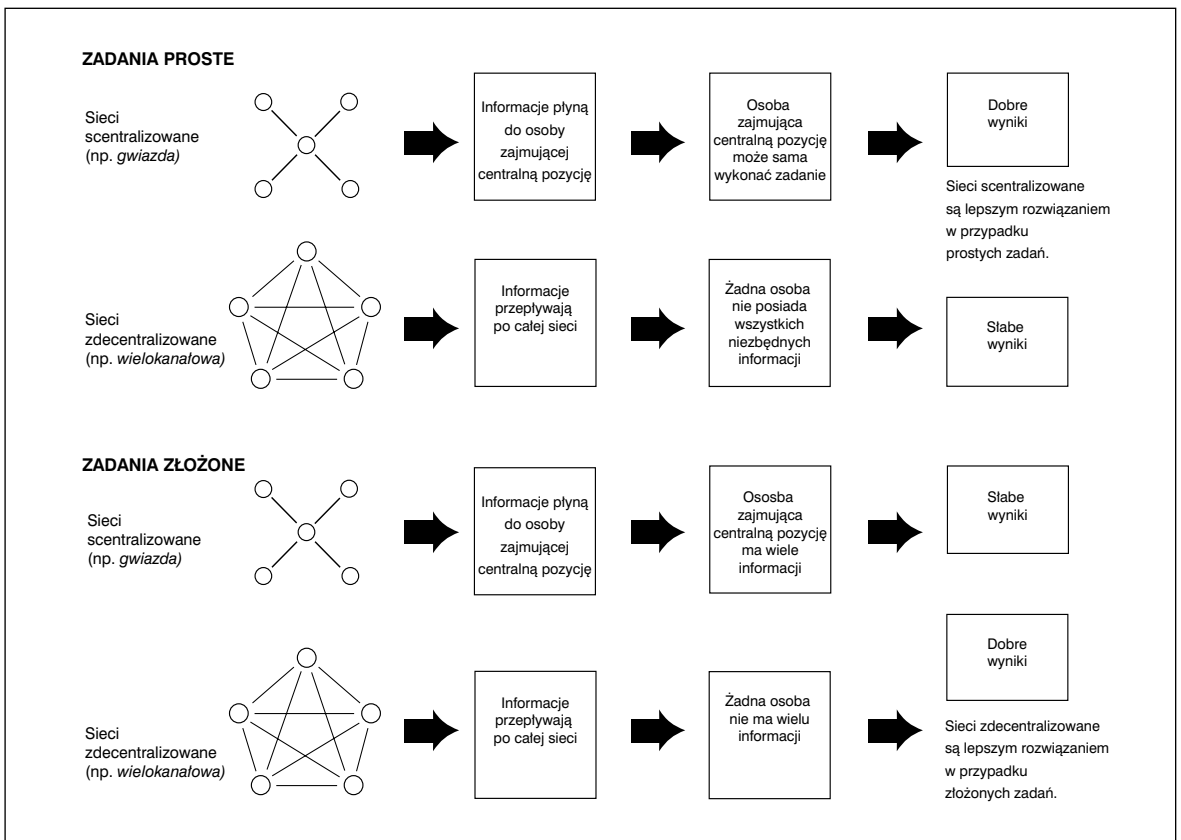 ZADANIA PROSTE
Sieci
scentralizowane
(np. gwiazda)
Informacje płyną
do osoby
zajmującej
centralną pozycję
Osoba
zajmująca
centralną pozycję
może sama
wykonać zadanie
Dobre
wyniki
Sieci scentralizowane
są lepszym rozwiązaniem
w przypadku
prostych zadań.
Sieci
zdecentralizowane
(np. wielokanałowa)
Informacje
przepływają
po całej sieci
Żadna osoba
nie posiada
wszystkich
niezbędnych
informacji
Słabe
wyniki
ZADANIA ZŁOŻONE
Sieci
scentralizowane
(np. gwiazda)
Informacje płyną
do osoby
zajmującej
centralną pozycję
Ososba
zajmująca
centralną pozycję
ma wiele
informacji
Słabe
wyniki
Sieci
zdecentralizowane
(np. wielokanałowa)
Informacje
przepływają
po całej sieci
Żadna osoba
nie ma wielu
informacji
Dobre
wyniki
Sieci zdecentralizowane
są lepszym rozwiązaniem
w przypadku
złożonych zadań.